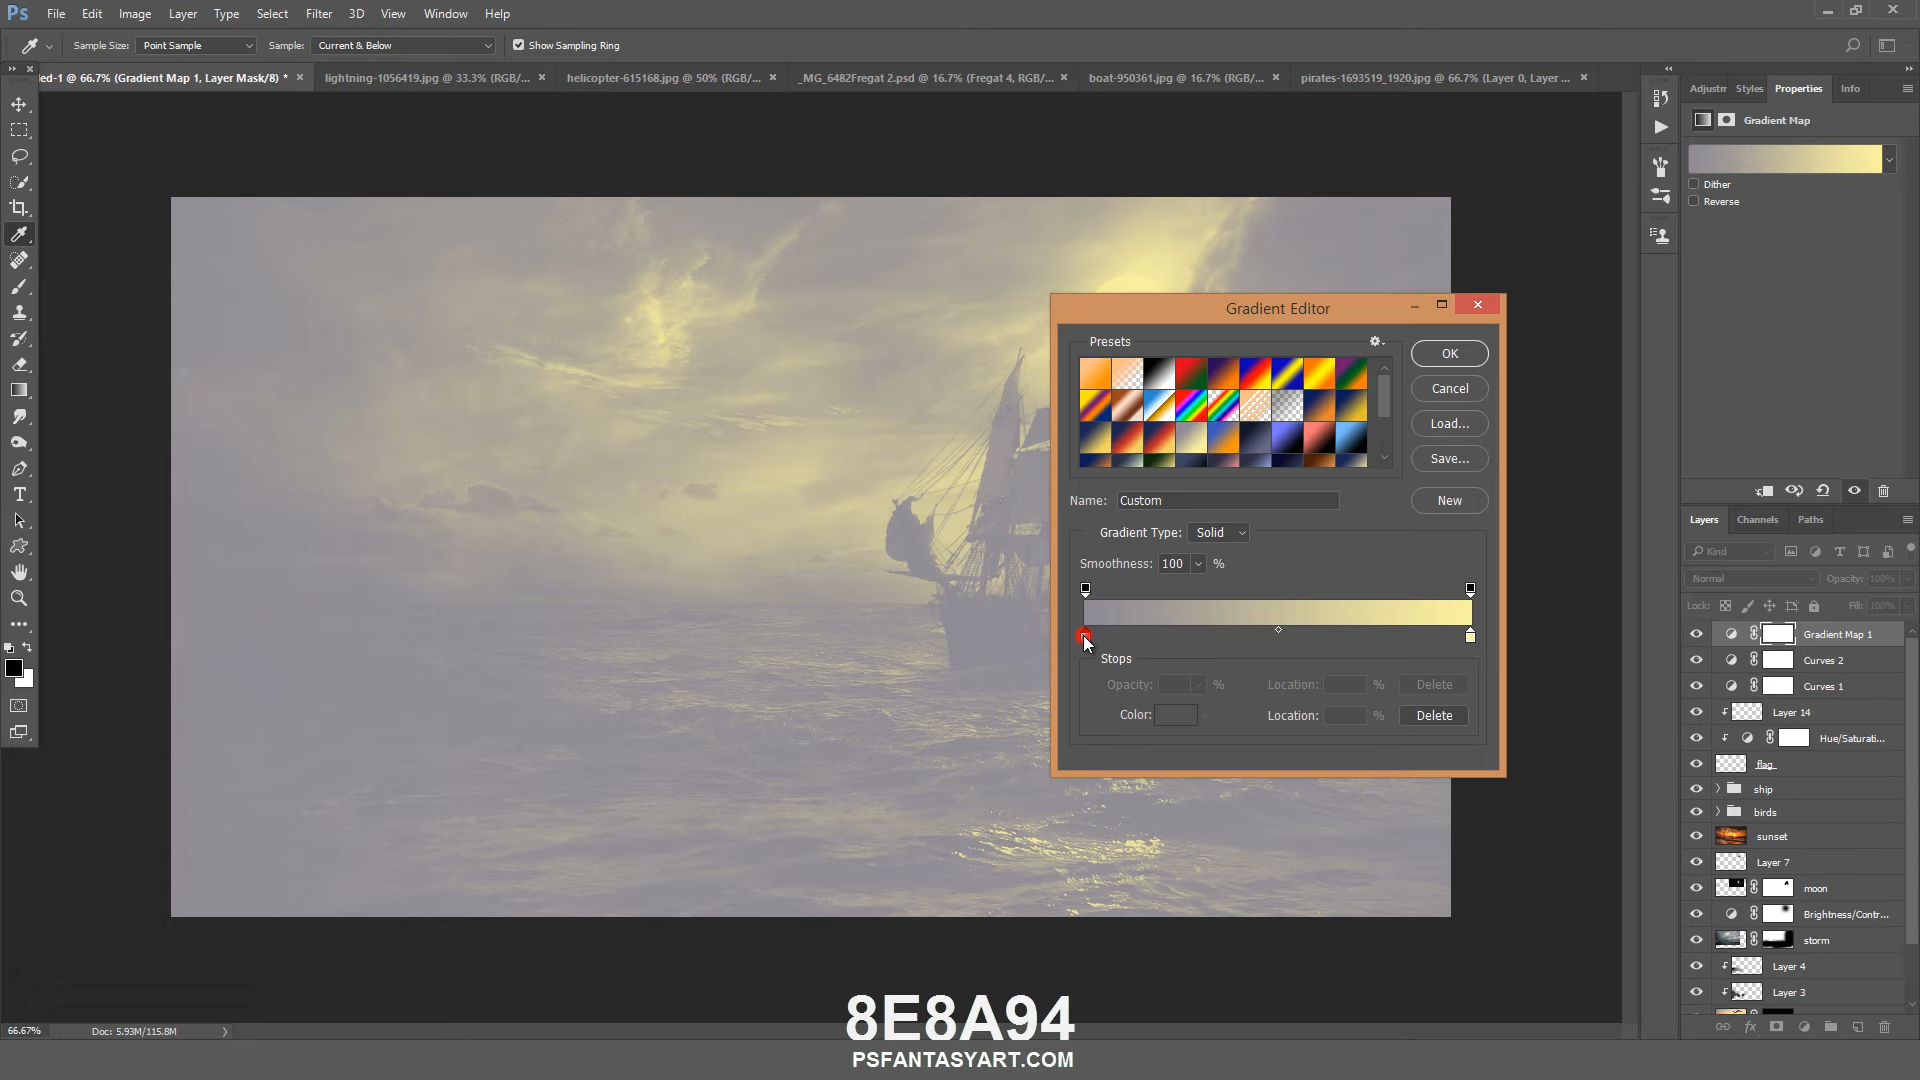 Ps File Edit Image Layer Type Select Filter 3D View Window Help
Sample Size: Point Sample Sample: Current & Below Show Sampling Ring
ed-1 @ 66.7% (Gradient Map 1, Layer Mask/8) * lightning-1056419.jpg @ 33.3% (RGB/... helicopter-615168.jpg @ 50% (RGB/... _MG_6482Fregat 2.psd @ 16.7% (Fregat 4, RGB/... boat-950361.jpg @ 16.7% (RGB/... pirates-1693519_1920.jpg @ 66.7% (Layer 0, Layer ...
Adjustm Styles Properties Info
Gradient Map
Dither
Reverse
Gradient Editor
Presets
OK
Cancel
Load...
Save...
Name: Custom
New
Gradient Type: Solid
Smoothness: 100 %
Stops
Opacity: % Location: % Delete
Color: Location: % Delete
Layers Channels Paths
Kind
Normal Opacity: 100%
Lock: Fill: 100%
Gradient Map 1
Curves 2
Curves 1
Layer 14
Hue/Saturati...
flag
ship
birds
sunset
Layer 7
moon
Brightness/Contr...
storm
Layer 4
Layer 3
fx
66.67% Doc: 5.93M/115.8M
8E8A94
PSFANTASYART.COM